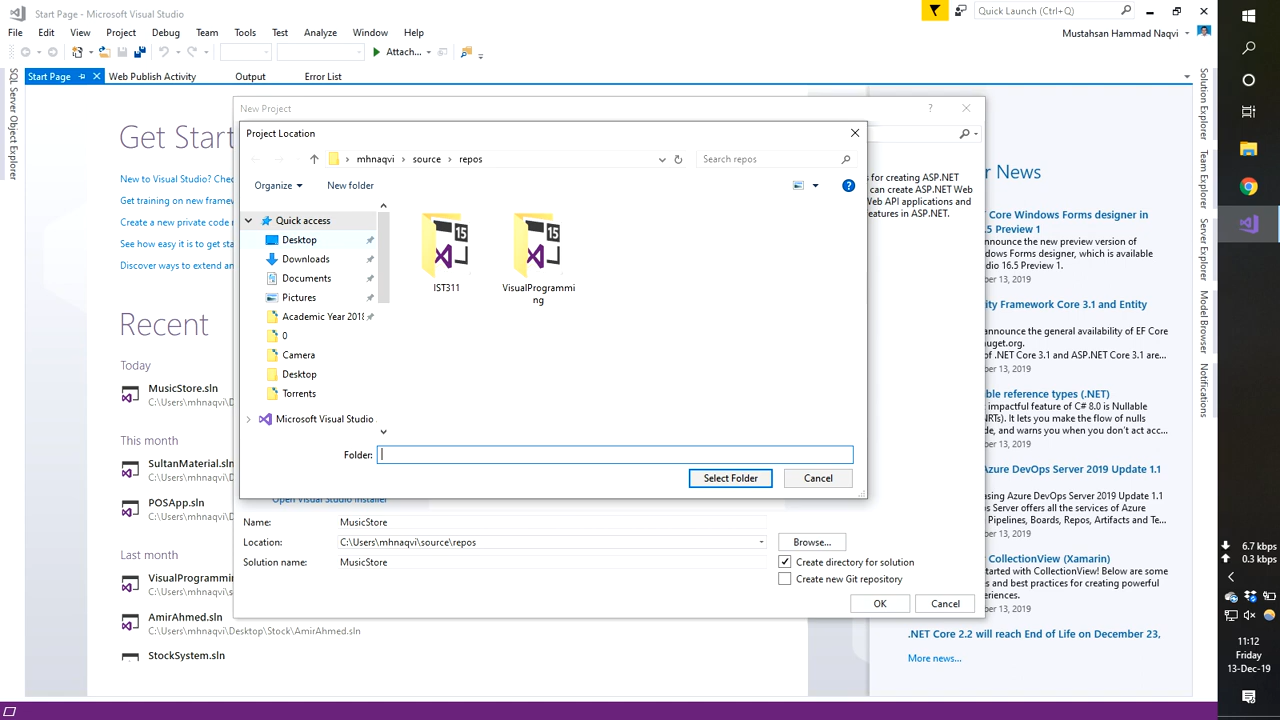 Start Page - Microsoft Visual Studio
Quick Launch (Ctrl+Q)
File Edit View Project Debug Team Tools Test Analyze Window Help
Mustahsan Hammad Naqvi
Attach...
Start Page
Web Publish Activity
Output
Error List
SQL Server Object Explorer
Solution Explorer
Team Explorer
Server Explorer
Model Browser
Notifications
Get Start
New to Visual Studio? Chec
Get training on new framew
Create a new private code r
See how easy it is to get sta
Discover ways to extend an
Recent
Today
MusicStore.sln
C:\Users\mhnaqvi\
This month
SultanMaterial.sln
C:\Users\mhnaqvi\
POSApp.sln
C:\Users\mhnaqvi\
Last month
VisualProgrammin
C:\Users\mhnaqvi\s
AmirAhmed.sln
C:\Users\mhnaqvi\Desktop\Stock\AmirAhmed.sln
StockSystem.sln
New Project
?
Project Location
mhnaqvi
source
repos
Search repos
Organize
New folder
Quick access
Desktop
Downloads
Documents
Pictures
Academic Year 2018
0
Camera
Desktop
Torrents
Microsoft Visual Studio
15
IST311
15
VisualProgrammi
ng
Folder:
Select Folder
Cancel
s for creating ASP.NET
can create ASP.NET Web
Web API applications and
eatures in ASP.NET.
Open Visual Studio Installer
Name:
MusicStore
Location:
C:\Users\mhnaqvi\source\repos
Browse...
Solution name:
MusicStore
Create directory for solution
Create new Git repository
OK
Cancel
r News
Core Windows Forms designer in
.5 Preview 1
nnounce the new preview version of
ndows Forms designer, which is available
dio 16.5 Preview 1.
ber 13, 2019
ity Framework Core 3.1 and Entity
announce the general availability of EF Core
nuget.org.
of .NET Core 3.1 and ASP.NET Core 3.1 are...
ber 13, 2019
ble reference types (.NET)
impactful feature of C# 8.0 is Nullable
NRTs). It lets you make the flow of nulls
code, and warns you when you don't act acc...
ber 13, 2019
Azure DevOps Server 2019 Update 1.1
asing Azure DevOps Server 2019 Update 1.1
s Server offers all the services of Azure
Pipelines, Boards, Repos, Artifacts and Te...
ber 13, 2019
CollectionView (Xamarin)
started with CollectionView! Below are some
es and best practices for creating powerful
eriences.
ber 13, 2019
.NET Core 2.2 will reach End of Life on December 23,
More news...
6.7 kbps
0.3 kbps
11:12
Friday
13-Dec-19